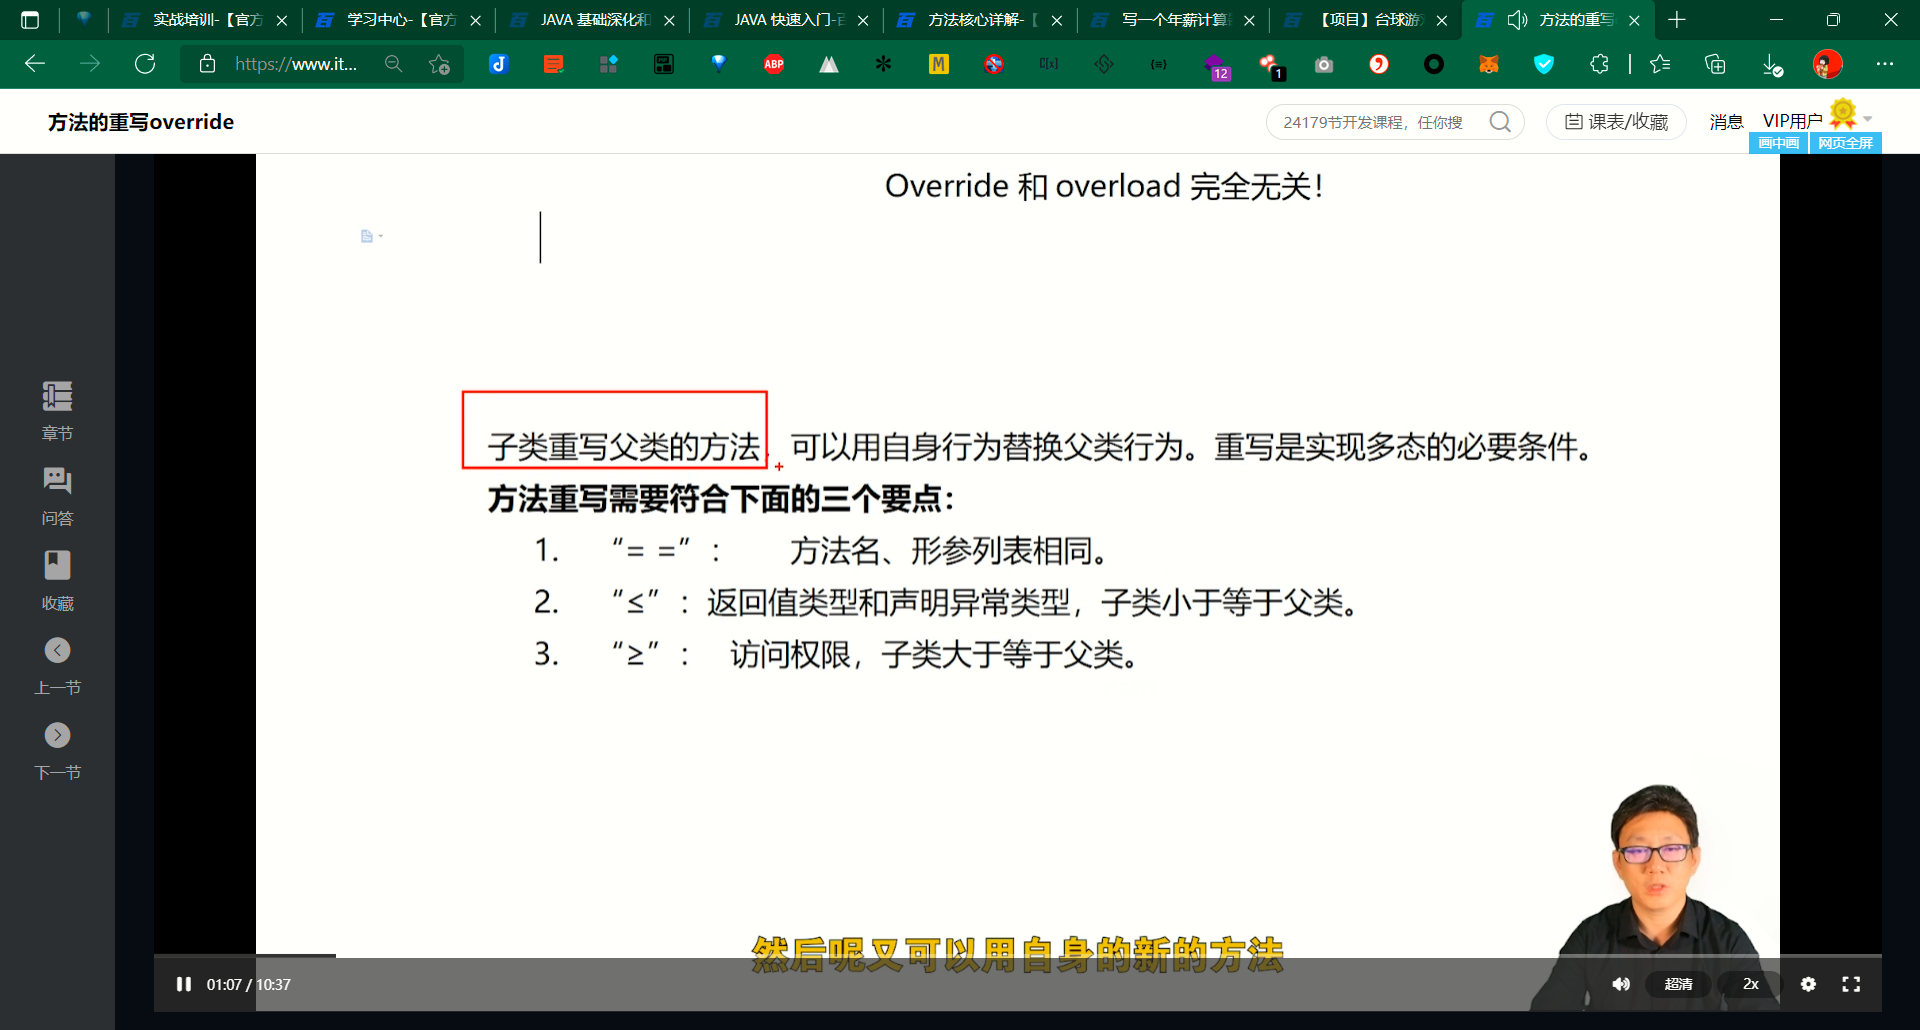 实战培训-【官方
学习中心-【官方
JAVA 基础深化和
JAVA 快速入门-百
方法核心详解-【
写一个年薪计算
【项目】台球游
方法的重写
https://www.it...
ABP
M
12
1
方法的重写override
24179节开发课程，任你搜
课表/收藏
消息
VIP用户
画中画
网页全屏
Override 和 overload 完全无关！
子类重写父类的方法，可以用自身行为替换父类行为。重写是实现多态的必要条件。
方法重写需要符合下面的三个要点：
1. “= =”： 方法名、形参列表相同。
2. “≤”：返回值类型和声明异常类型，子类小于等于父类。
3. “≥”： 访问权限，子类大于等于父类。
章节
问答
收藏
上一节
下一节
然后呢又可以用自身的新的方法
01:07 / 10:37
超清
2x